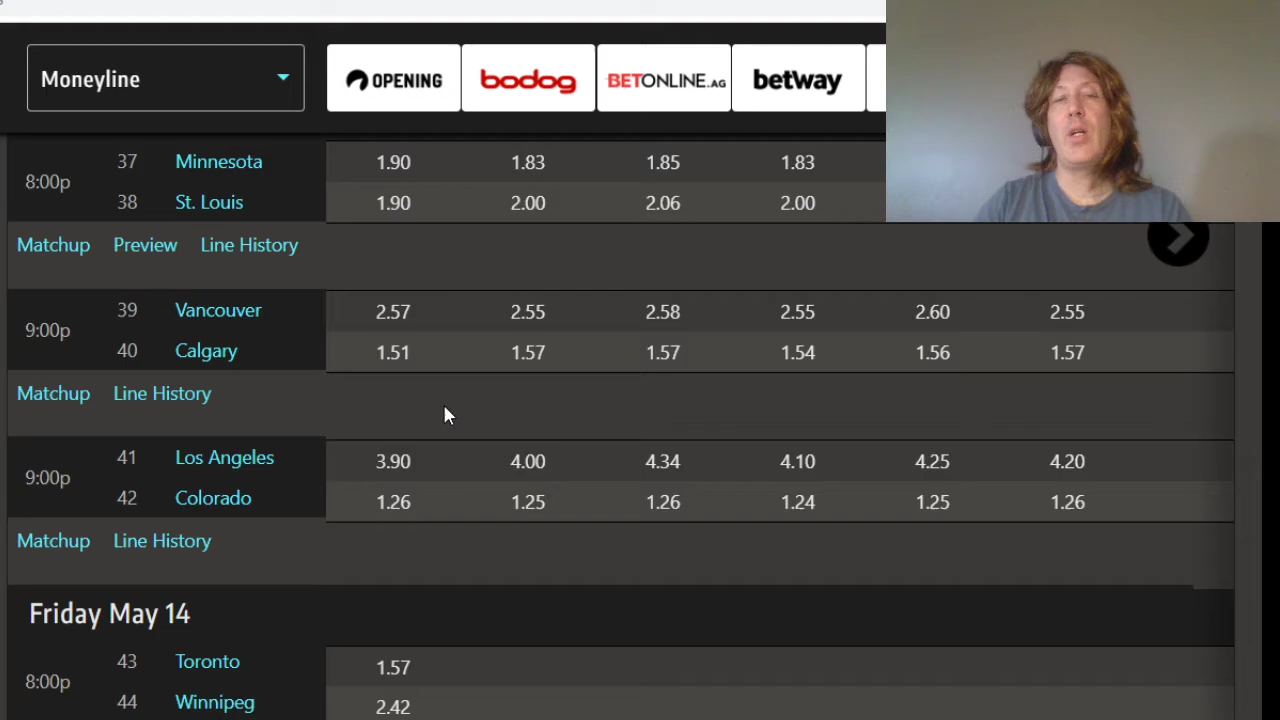 Moneyline OPENING bodog BETONLINE.AG betway
37 Minnesota 1.90 1.83 1.85 1.83
8:00p
38 St. Louis 1.90 2.00 2.06 2.00
Matchup Preview Line History
39 Vancouver 2.57 2.55 2.58 2.55 2.60 2.55
9:00p
40 Calgary 1.51 1.57 1.57 1.54 1.56 1.57
Matchup Line History
41 Los Angeles 3.90 4.00 4.34 4.10 4.25 4.20
9:00p
42 Colorado 1.26 1.25 1.26 1.24 1.25 1.26
Matchup Line History
Friday May 14
43 Toronto 1.57
8:00p
44 Winnipeg 2.42